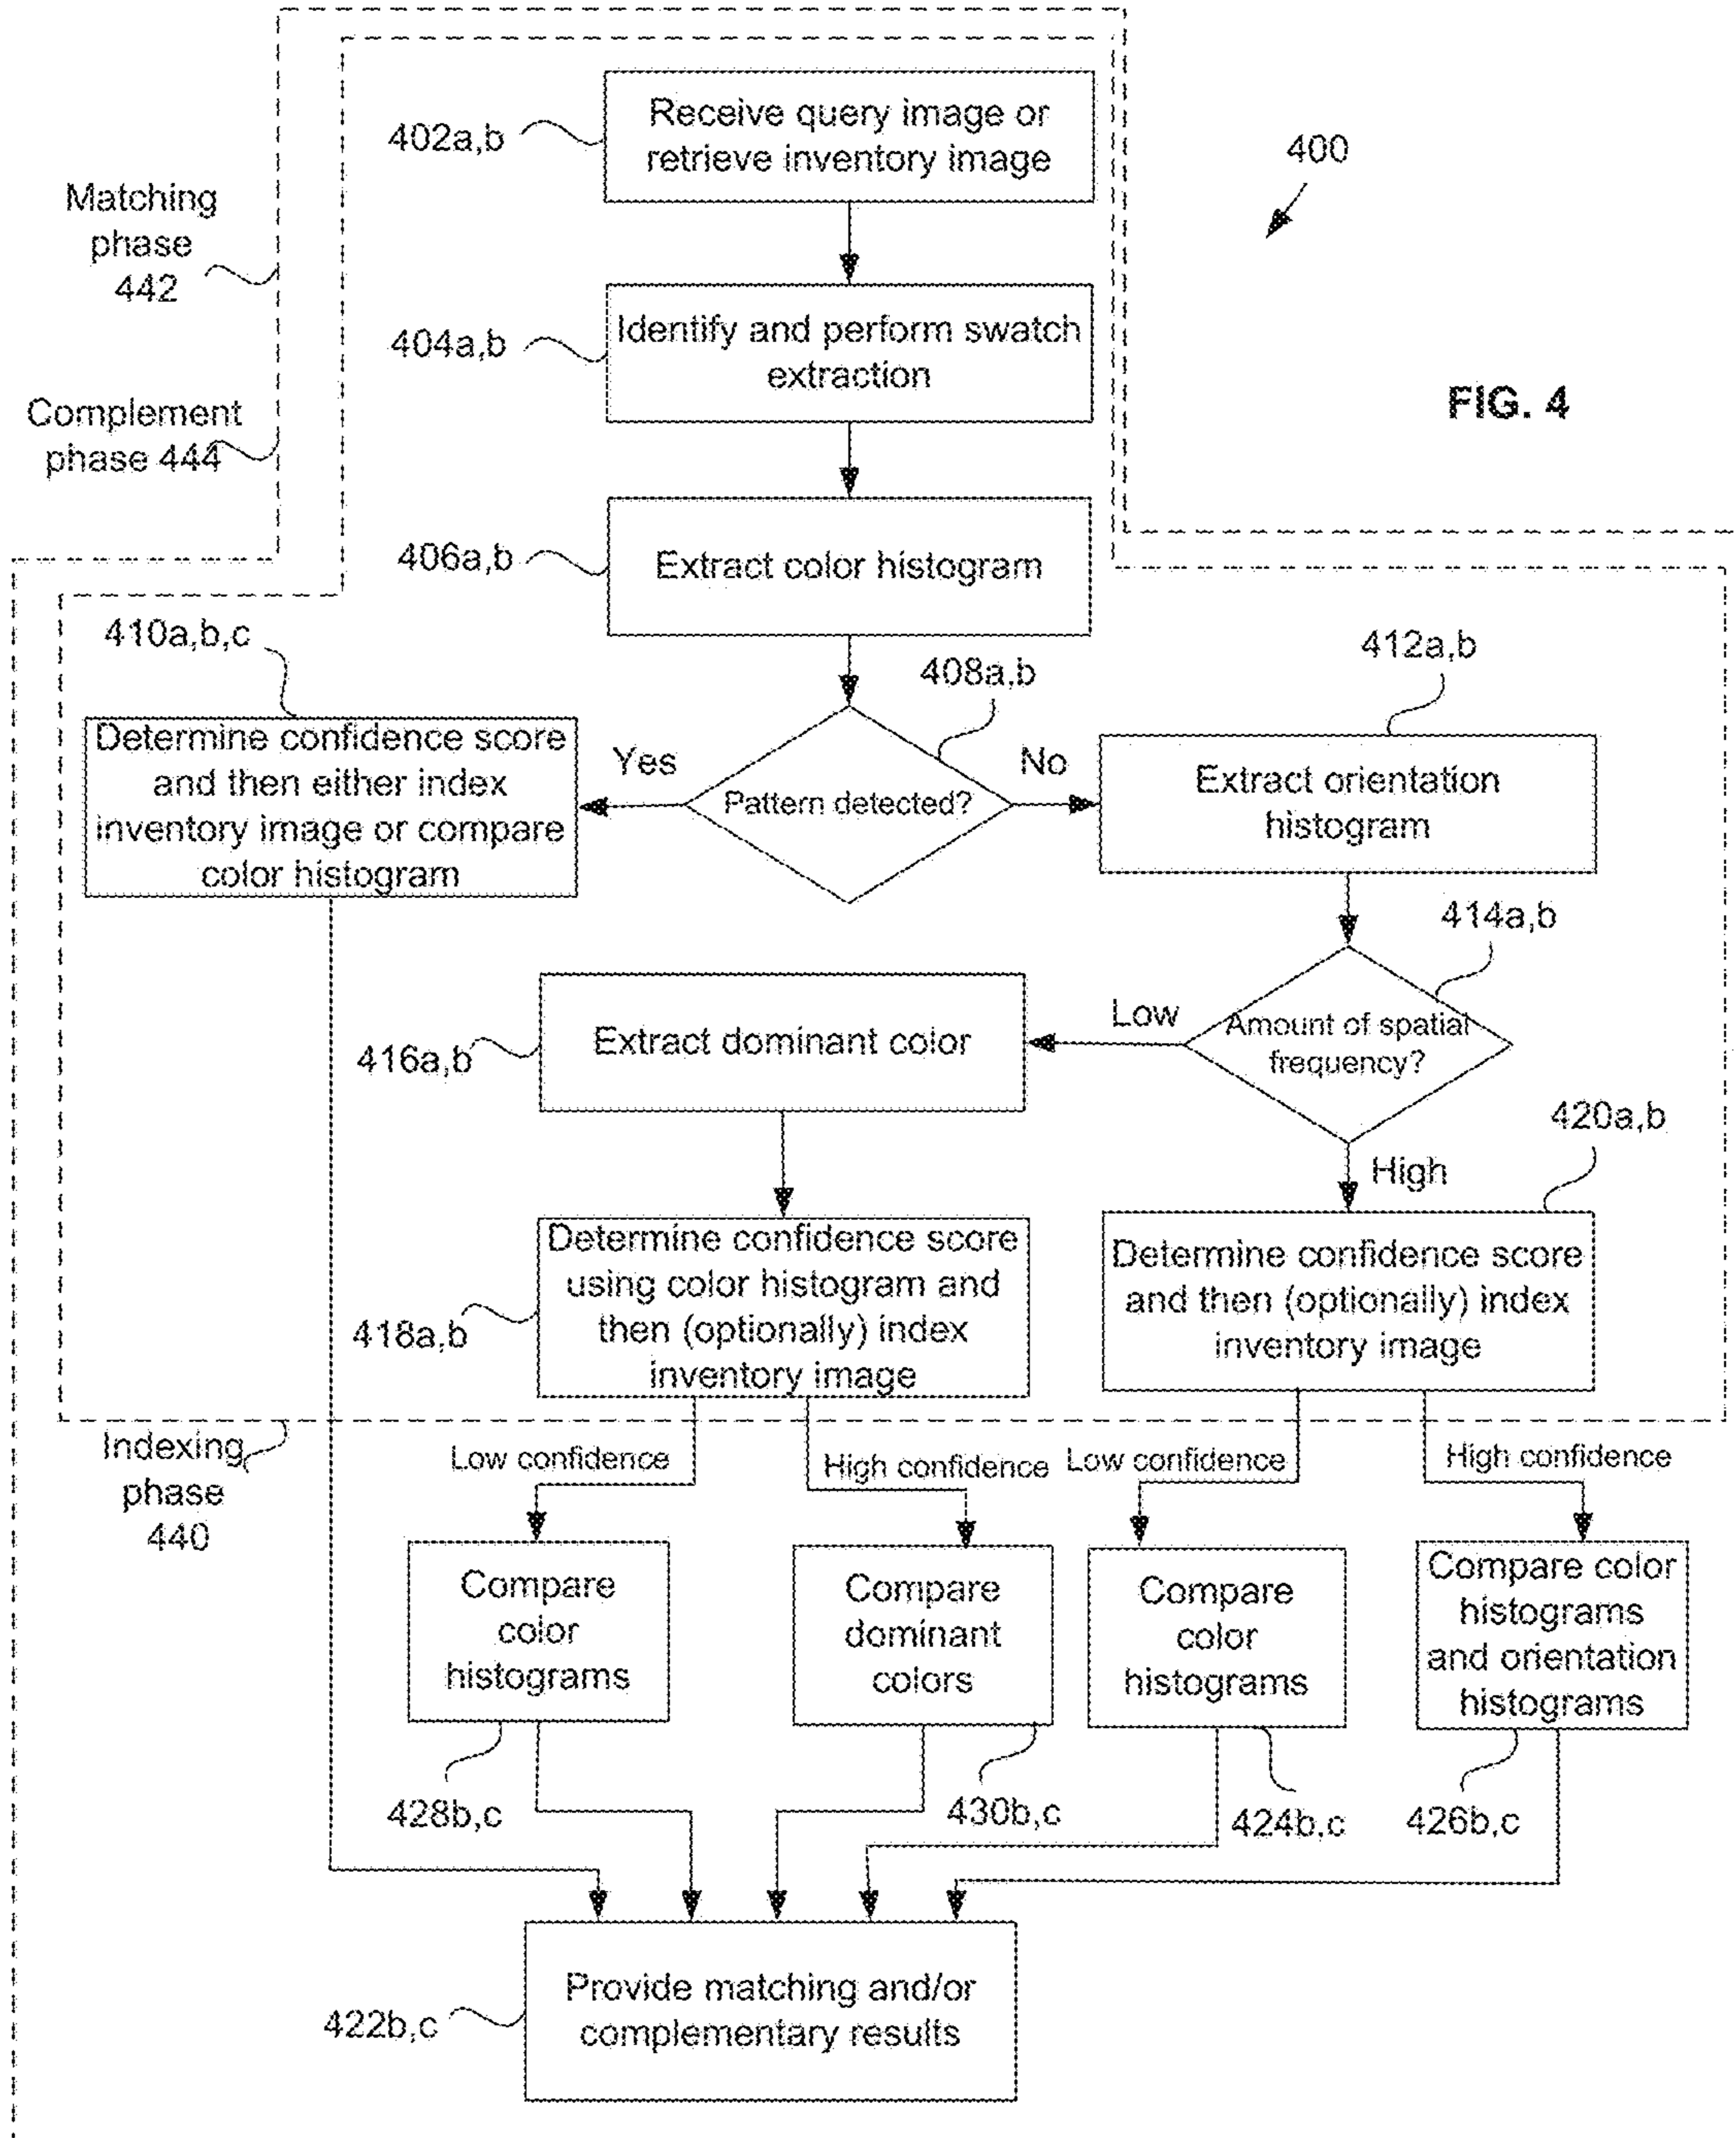 Receive query image or
retrieve inventory image
402a,b
400
Matching
phase
442
Identify and perform swatch
extraction
404a,b
FIG. 4
Complement
phase 444
Extract color histogram
406a,b
410a,b,c
412a,b
408a,b
Determine confidence score
and then either index
inventory image or compare
color histogram
Yes
Pattern detected?
No
Extract orientation
histogram
414a,b
Extract dominant color
416a,b
Low
Amount of spatial
frequency?
High
420a,b
Determine confidence score
using color histogram and
then (optionally) index
inventory image
418a,b
Determine confidence score
and then (optionally) index
inventory image
Indexing
phase
440
Low confidence
High confidence
Low confidence
High confidence
Compare
color
histograms
Compare
dominant
colors
Compare
color
histograms
Compare color
histograms
and orientation
histograms
428b,c
430b,c
424b,c
426b,c
Provide matching and/or
complementary results
422b,c